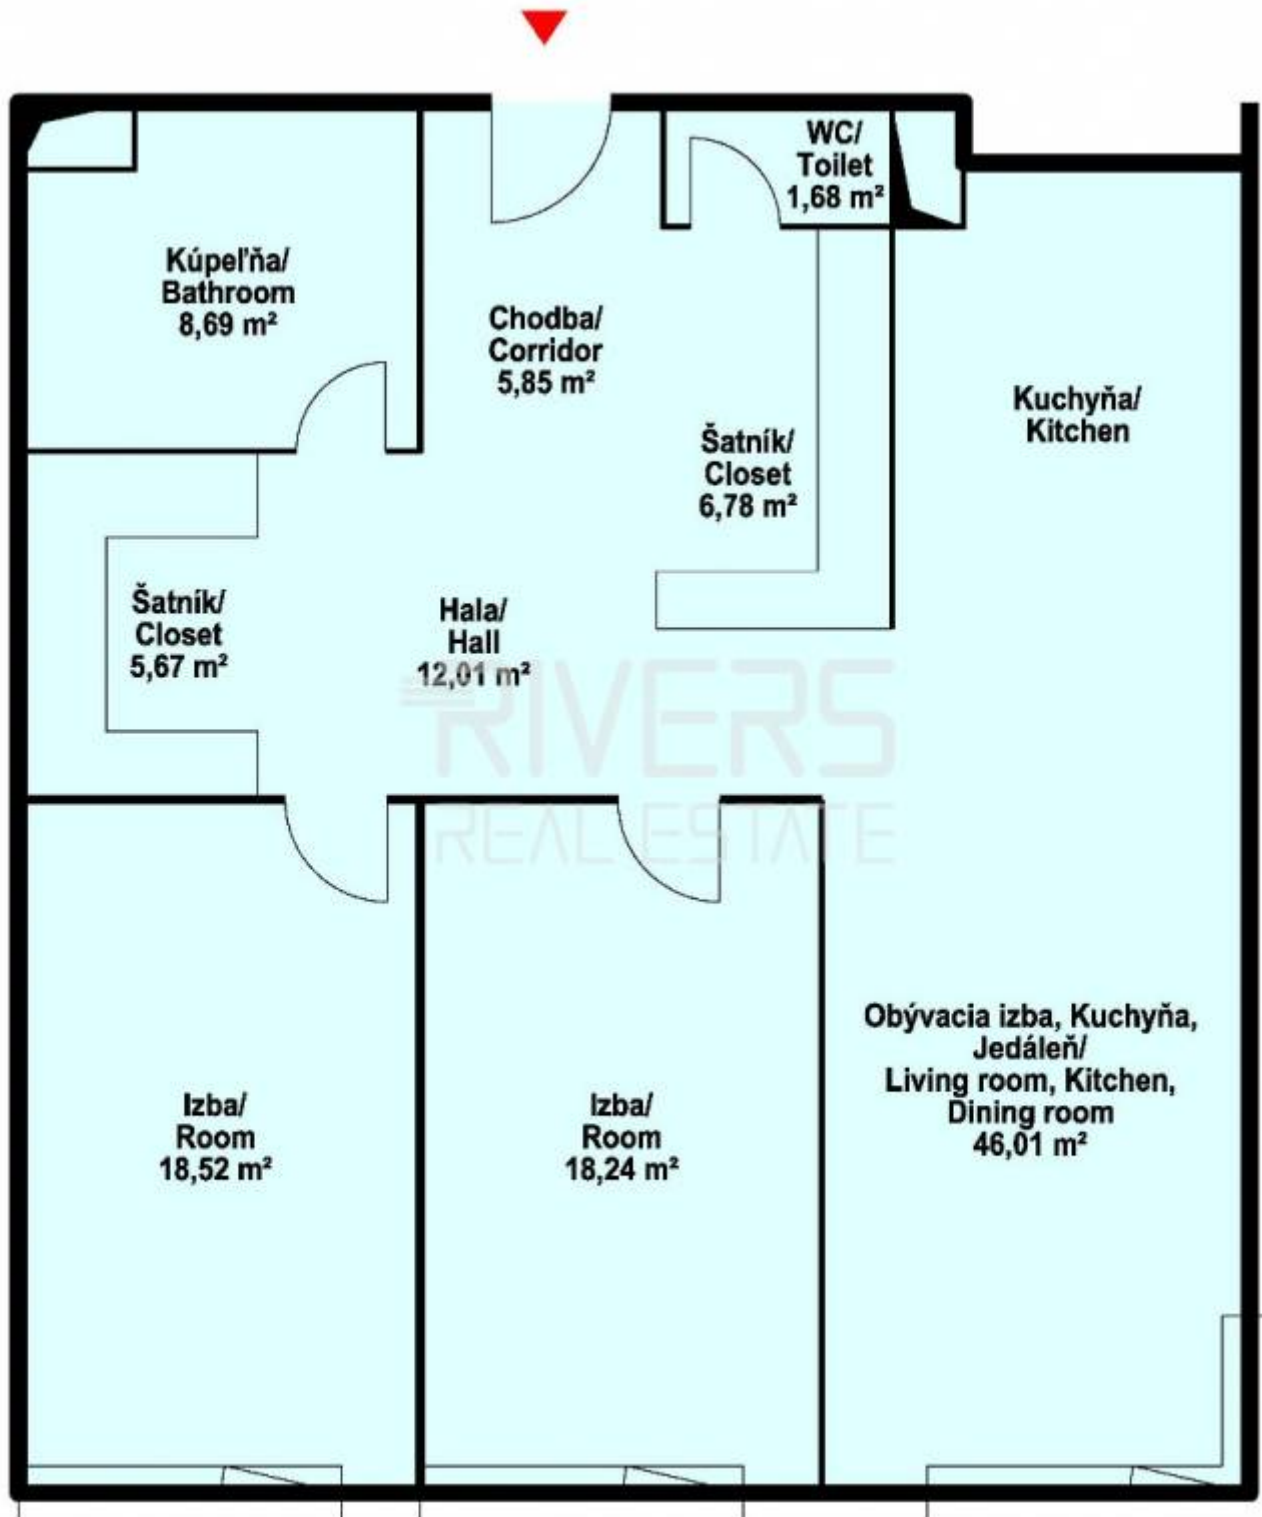 WC/
Toilet
1,68 m²
Kúpeľňa/
Bathroom
8,69 m²
Chodba/
Corridor
5,85 m²
Kuchyňa/
Kitchen
Šatník/
Closet
6,78 m²
Šatník/
Closet
5,67 m²
Hala/
Hall
12,01 m²
RIVERS
REAL ESTATE
Obývacia izba, Kuchyňa,
Jedáleň/
Living room, Kitchen,
Dining room
46,01 m²
Izba/
Room
18,52 m²
Izba/
Room
18,24 m²